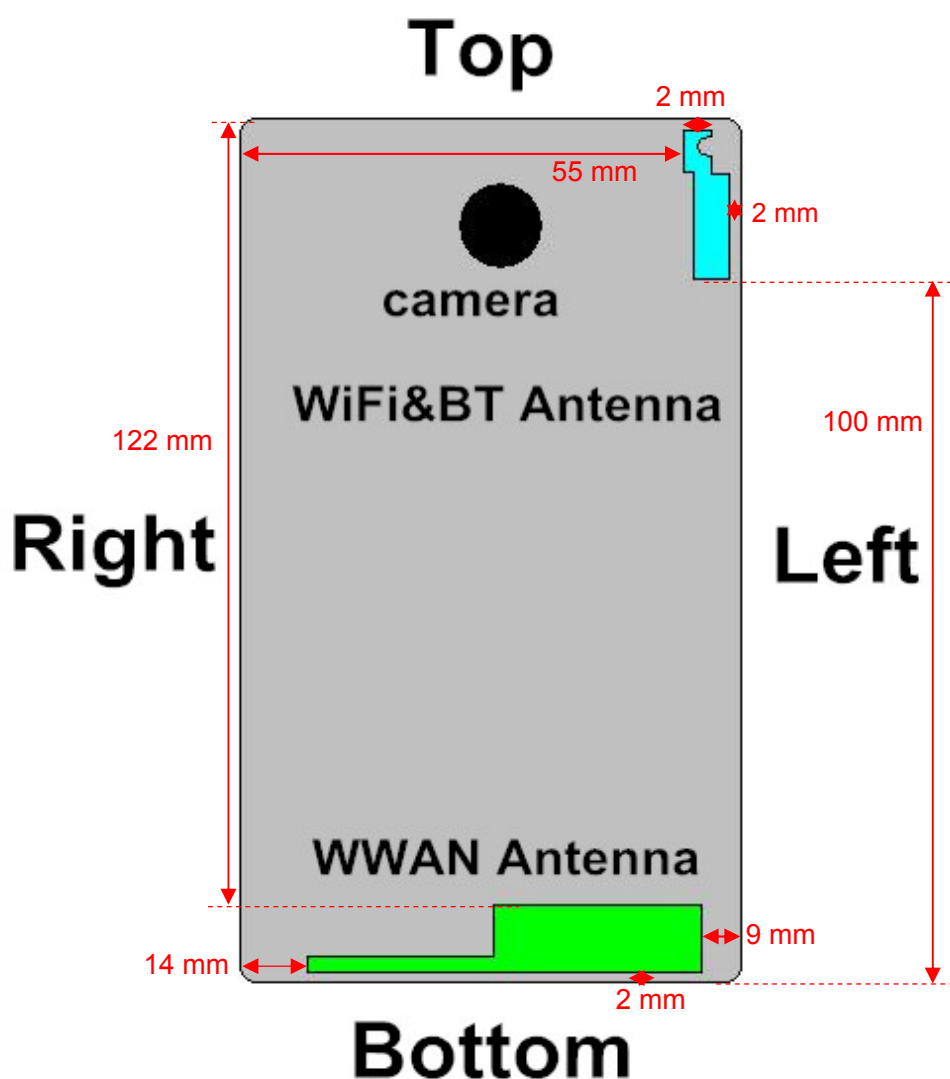 Top
2 mm
55 mm
2 mm
camera
WiFi&BT Antenna
100 mm
122 mm
Right
Left
WWAN Antenna
9 mm
14 mm
2 mm
Bottom